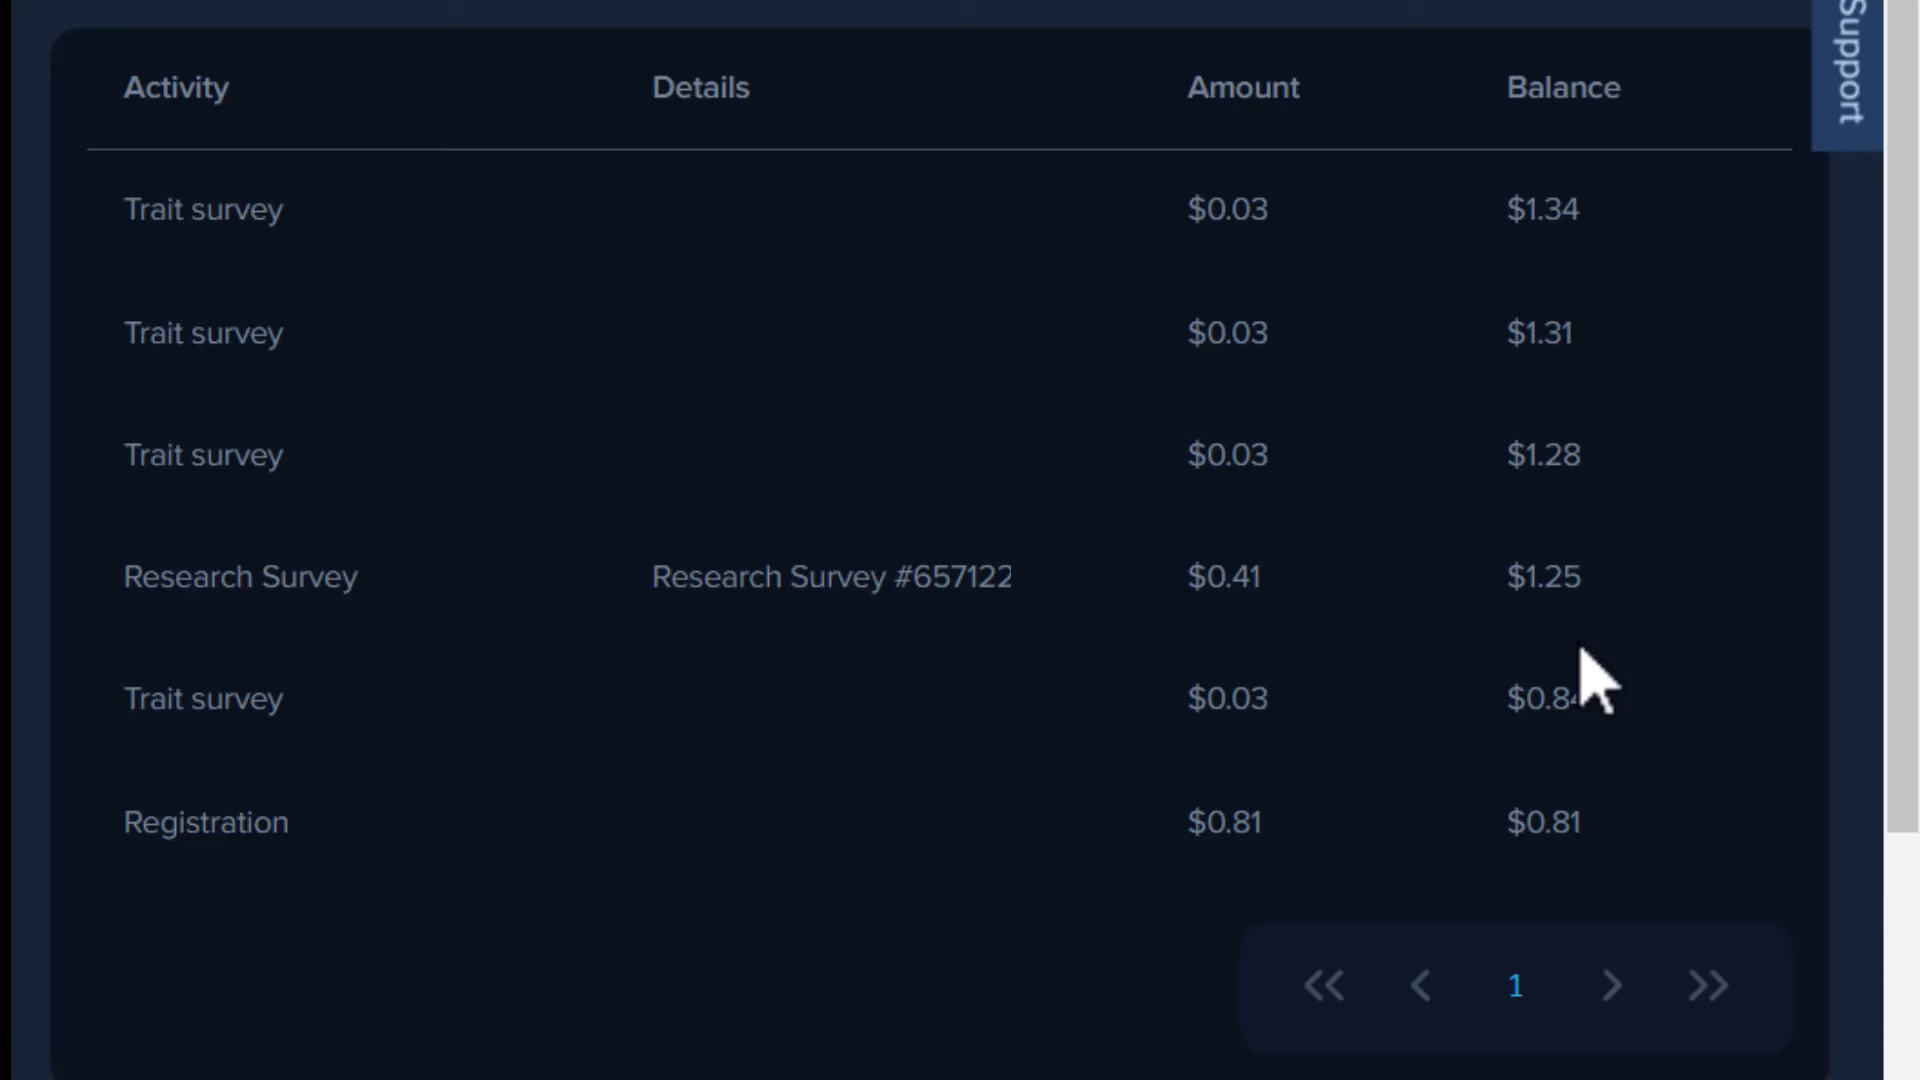 Support
Activity Details Amount Balance
Trait survey $0.03 $1.34
Trait survey $0.03 $1.31
Trait survey $0.03 $1.28
Research Survey Research Survey #657122 $0.41 $1.25
Trait survey $0.03 $0.84
Registration $0.81 $0.81
1